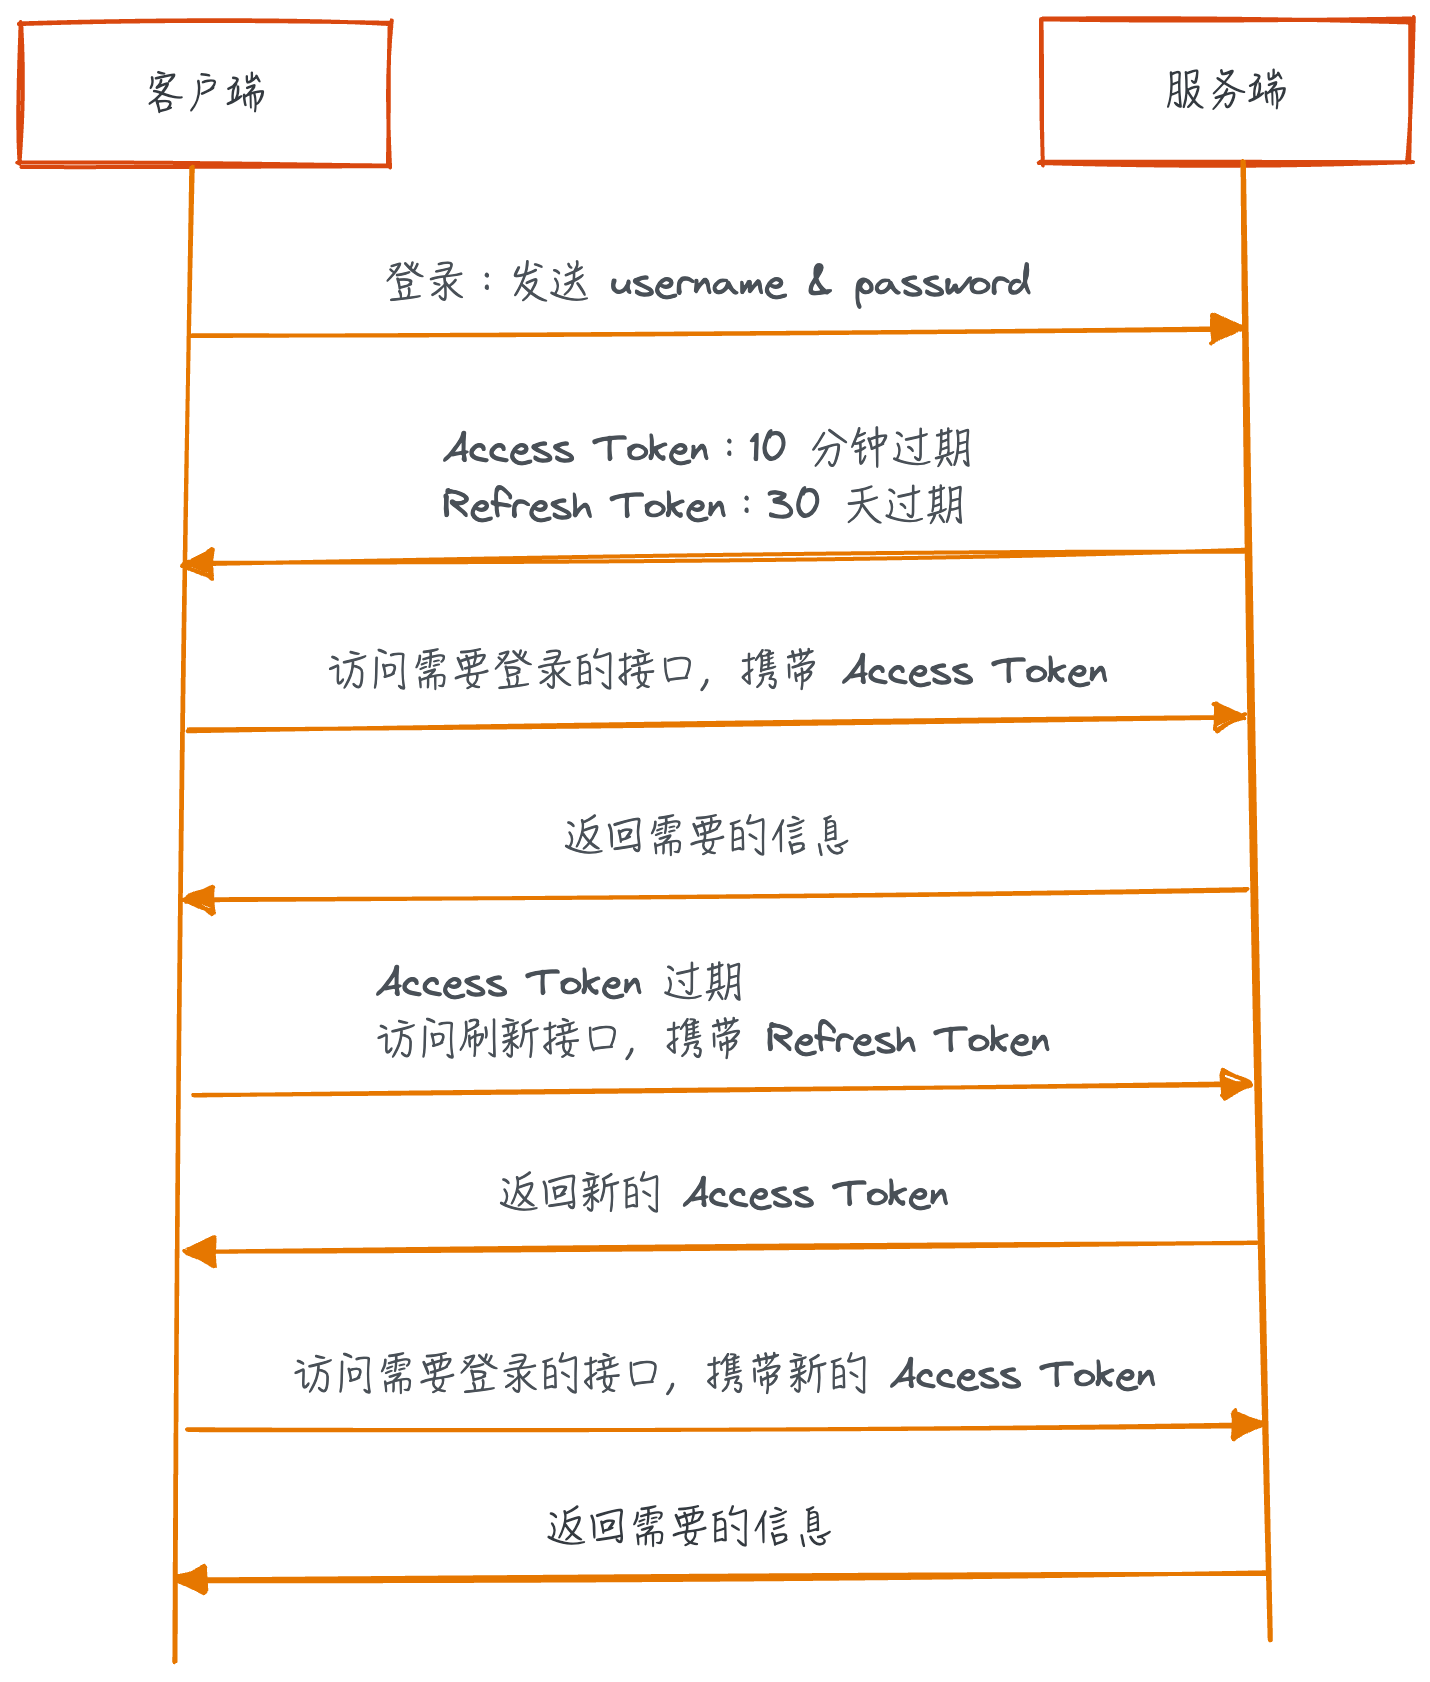 客户端
服务端
登录：发送 username & password
Access Token：10 分钟过期
Refresh Token：30 天过期
访问需要登录的接口，携带 Access Token
返回需要的信息
Access Token 过期
访问刷新接口，携带 Refresh Token
返回新的 Access Token
访问需要登录的接口，携带新的 Access Token
返回需要的信息